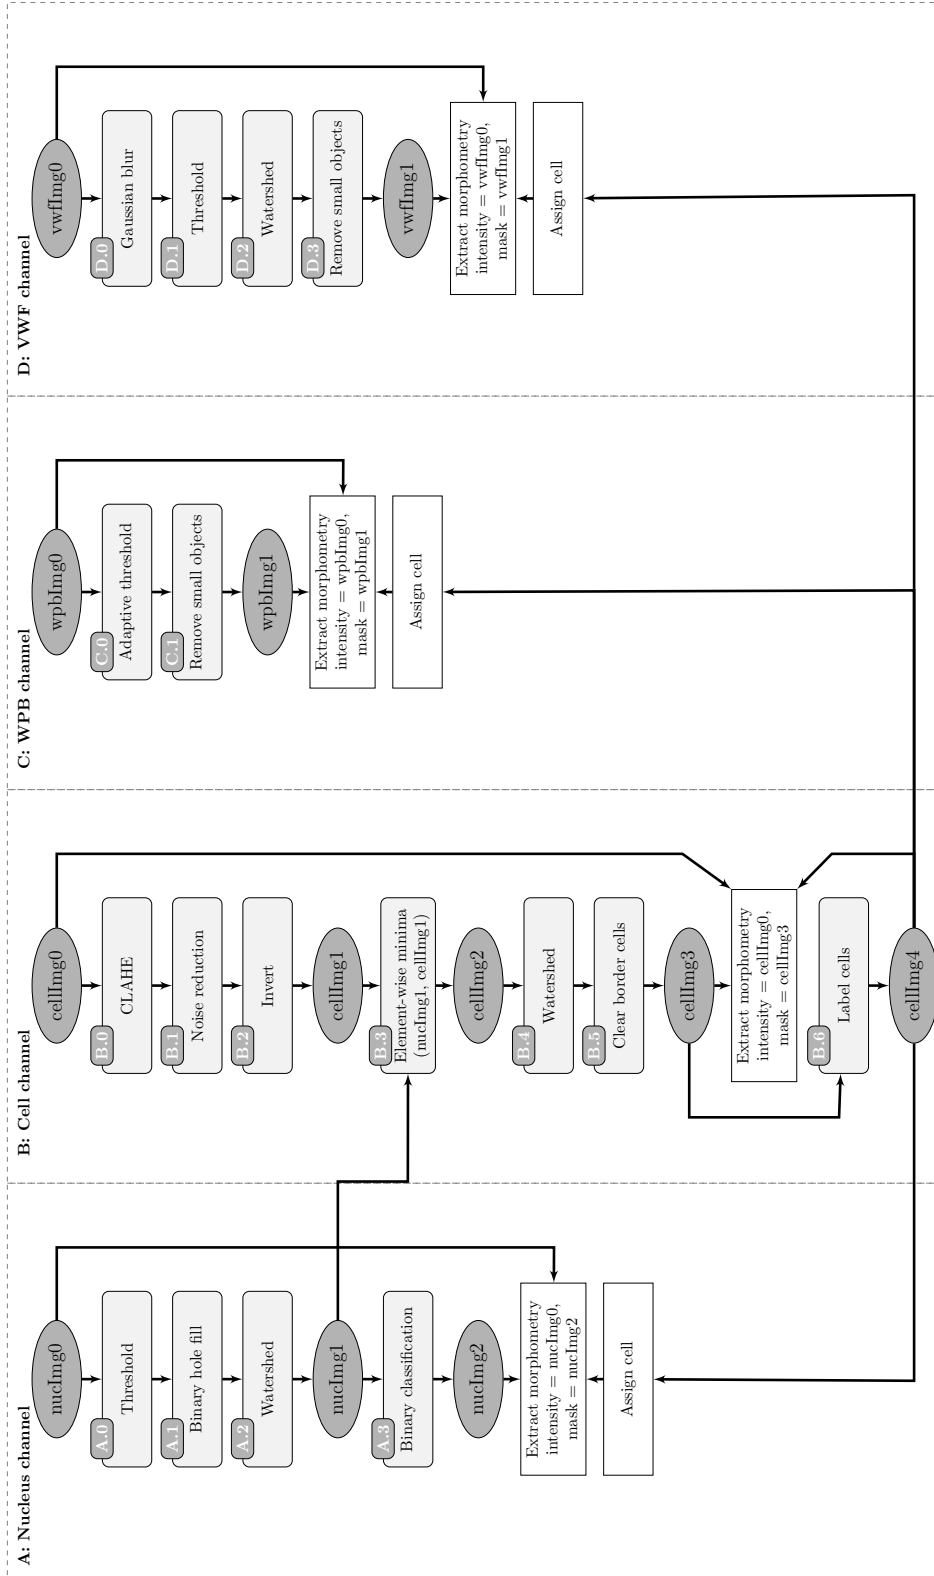 A: Nucleus channel
nucImg0
A.0
Threshold
A.1
Binary hole fill
A.2
Watershed
nucImg1
A.3
Binary classification
nucImg2
Extract morphometry
intensity = nucImg0,
mask = nucImg2
Assign cell
B: Cell channel
cellImg0
B.0
CLAHE
B.1
Noise reduction
B.2
Invert
cellImg1
B.3
Element-wise minima
(nucImg1, cellImg1)
cellImg2
B.4
Watershed
B.5
Clear border cells
cellImg3
Extract morphometry
intensity = cellImg0,
mask = cellImg3
B.6
Label cells
cellImg4
C: WPB channel
wpbImg0
C.0
Adaptive threshold
C.1
Remove small objects
wpbImg1
Extract morphometry
intensity = wpbImg0,
mask = wpbImg1
Assign cell
D: VWF channel
vwfImg0
D.0
Gaussian blur
D.1
Threshold
D.2
Watershed
D.3
Remove small objects
vwfImg1
Extract morphometry
intensity = vwfImg0,
mask = vwfImg1
Assign cell